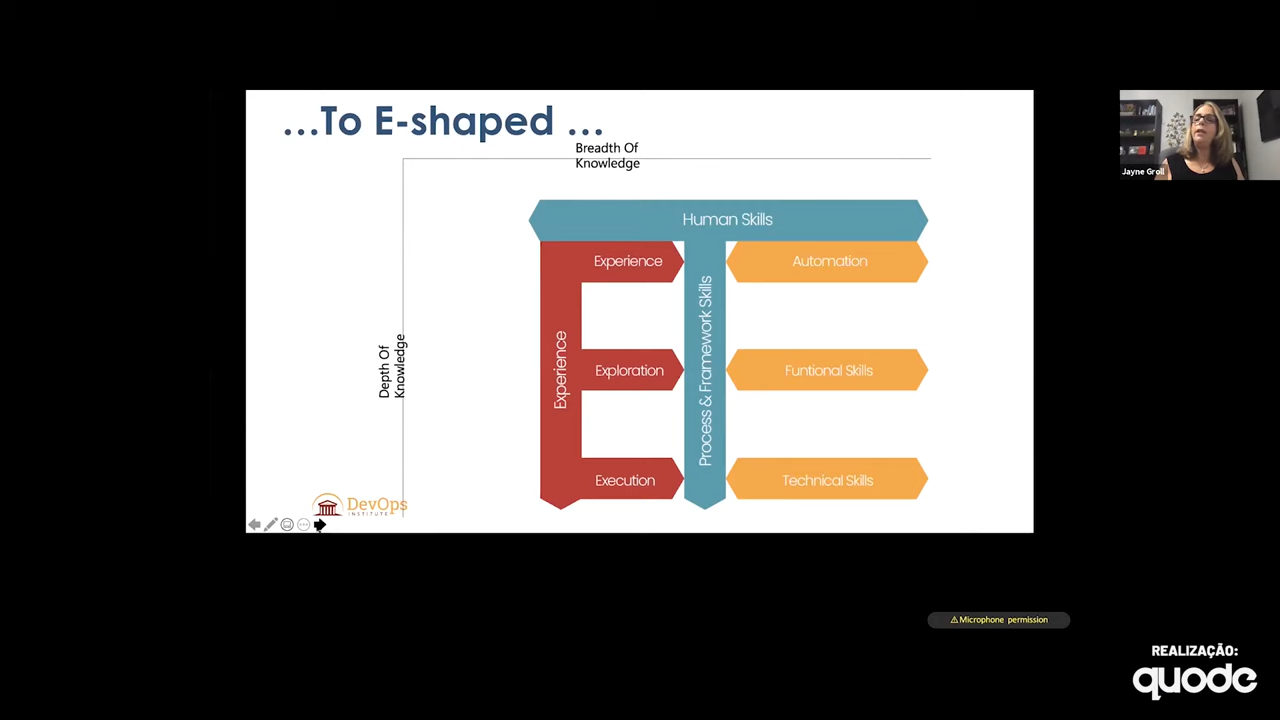 ...To E-shaped ...
Breadth Of
Knowledge
Depth Of
Knowledge
Human Skills
Experience
Automation
Experience
Process & Framework Skills
Exploration
Funtional Skills
Execution
Technical Skills
DevOps
INSTITUTE
Jayne Groll
⚠Microphone permission
REALIZAÇÃO:
quode